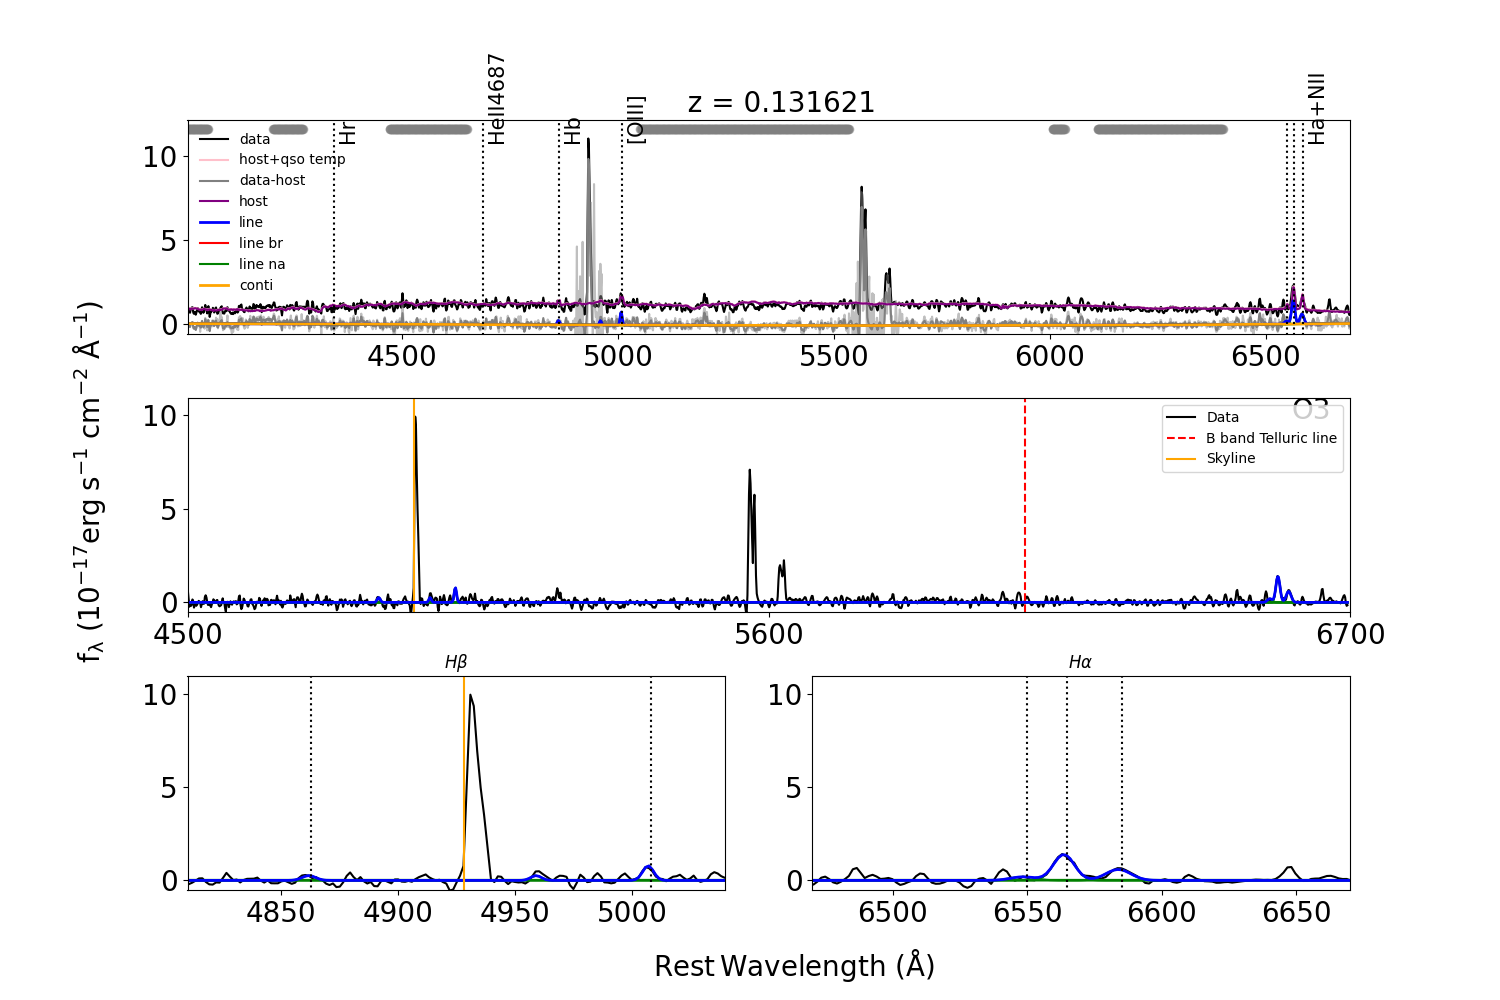 z = 0.131621
Hr
HeII4687
Hb
[OIII]
Ha+NII
data
host+qso temp
data-host
host
line
line br
line na
conti
10
5
0
4500
5000
5500
6000
6500
O3
Data
B band Telluric line
Skyline
10
5
0
4500
5600
6700
fλ (10−17erg s−1 cm−2 Å−1)
Hβ
10
5
0
4850
4900
4950
5000
Hα
10
5
0
6500
6550
6600
6650
Rest Wavelength (Å)